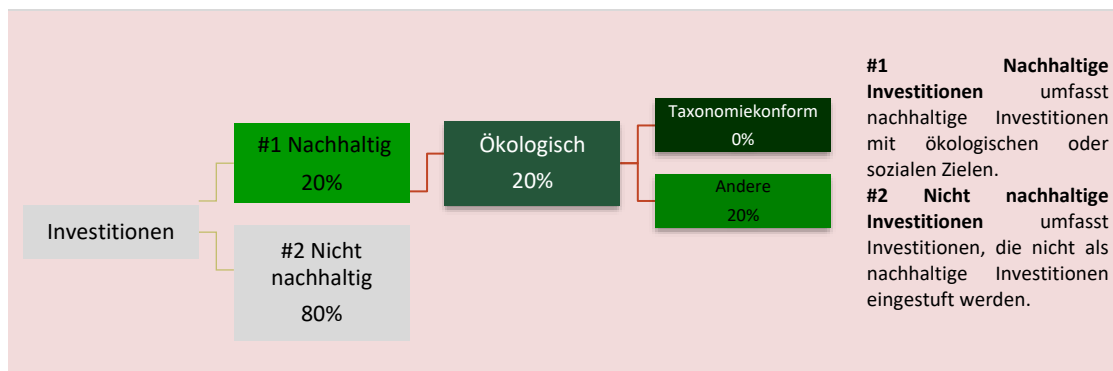 Investitionen
#1 Nachhaltig
20%
#2 Nicht
nachhaltig
80%
Ökologisch
20%
Taxonomiekonform
0%
Andere
20%
#1 Nachhaltige
Investitionen umfasst
nachhaltige Investitionen
mit ökologischen oder
sozialen Zielen.
#2 Nicht nachhaltige
Investitionen umfasst
Investitionen, die nicht als
nachhaltige Investitionen
eingestuft werden.